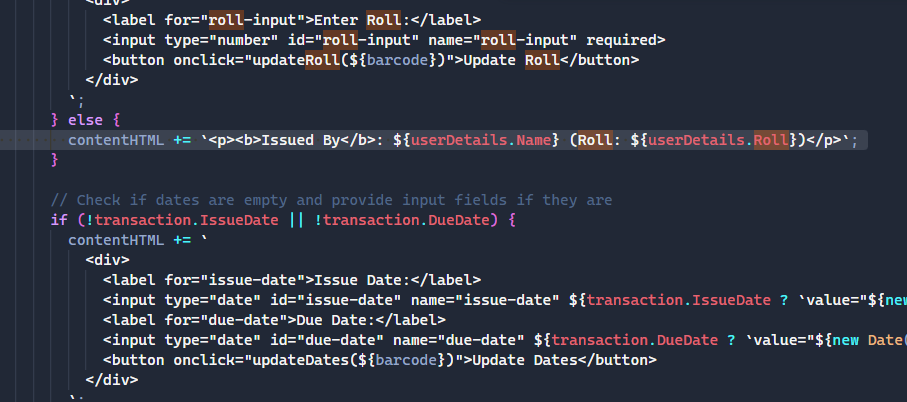 <div>
<label for="roll-input">Enter Roll:</label>
<input type="number" id="roll-input" name="roll-input" required>
<button onclick="updateRoll(${barcode})">Update Roll</button>
</div>
`;
} else {
contentHTML += `<p><b>Issued By</b>: ${userDetails.Name} (Roll: ${userDetails.Roll})</p>`;
}
// Check if dates are empty and provide input fields if they are
if (!transaction.IssueDate || !transaction.DueDate) {
contentHTML += `
<div>
<label for="issue-date">Issue Date:</label>
<input type="date" id="issue-date" name="issue-date" ${transaction.IssueDate ? `value="${new
<label for="due-date">Due Date:</label>
<input type="date" id="due-date" name="due-date" ${transaction.DueDate ? `value="${new Date(
<button onclick="updateDates(${barcode})">Update Dates</button>
</div>
`;